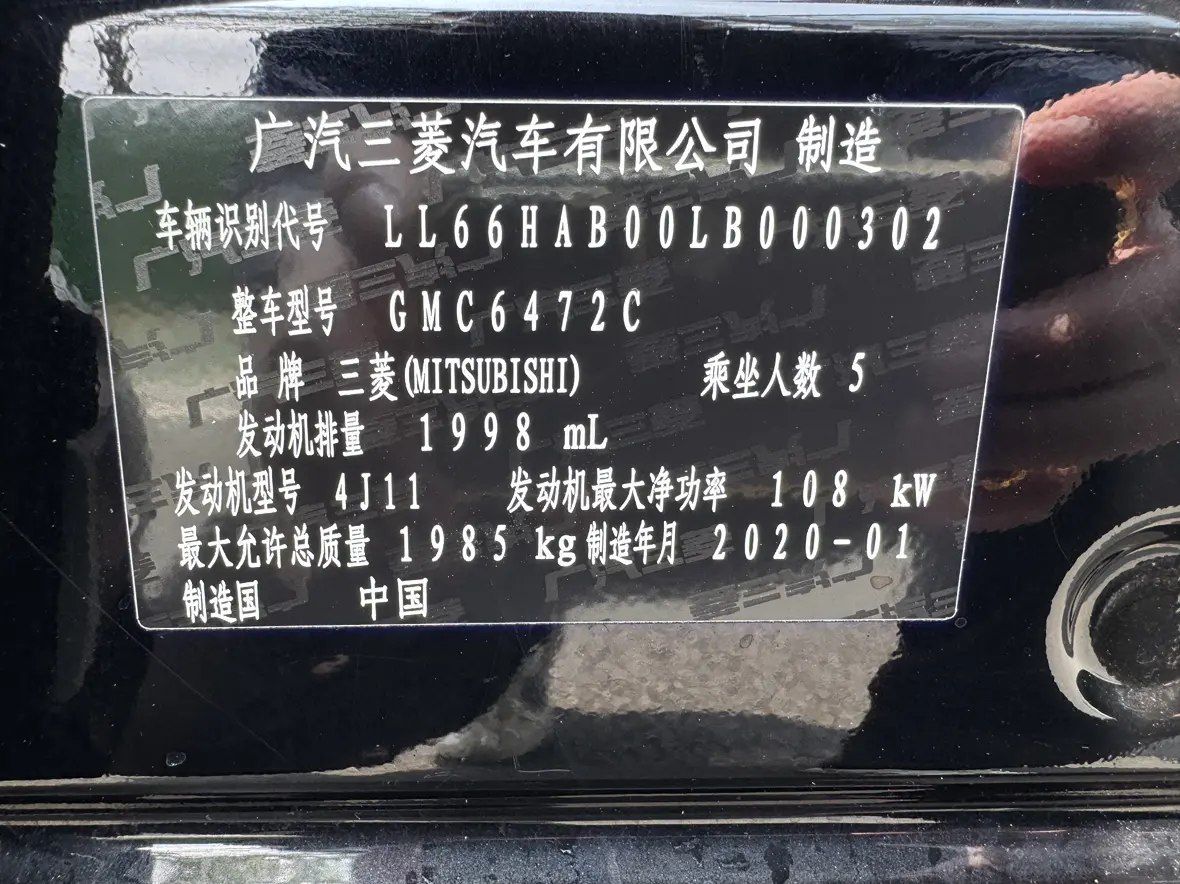 广汽三菱汽车有限公司 制造
车辆识别代号 LL66HAB00LB000302
整车型号 GMC6472C
品牌 三菱(MITSUBISHI) 乘坐人数 5
发动机排量 1998 mL
发动机型号 4J11 发动机最大净功率 108 kW
最大允许总质量 1985 kg 制造年月 2020-01
制造国 中国